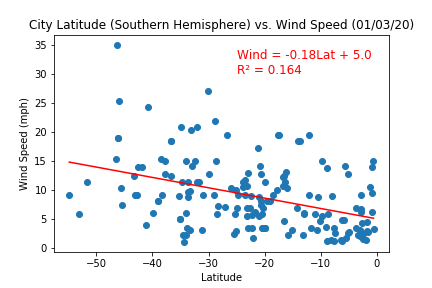 City Latitude (Southern Hemisphere) vs. Wind Speed (01/03/20)
Wind = -0.18Lat + 5.0
R² = 0.164
Wind Speed (mph)
35
30
25
20
15
10
5
0
−50
−40
−30
−20
−10
0
Latitude